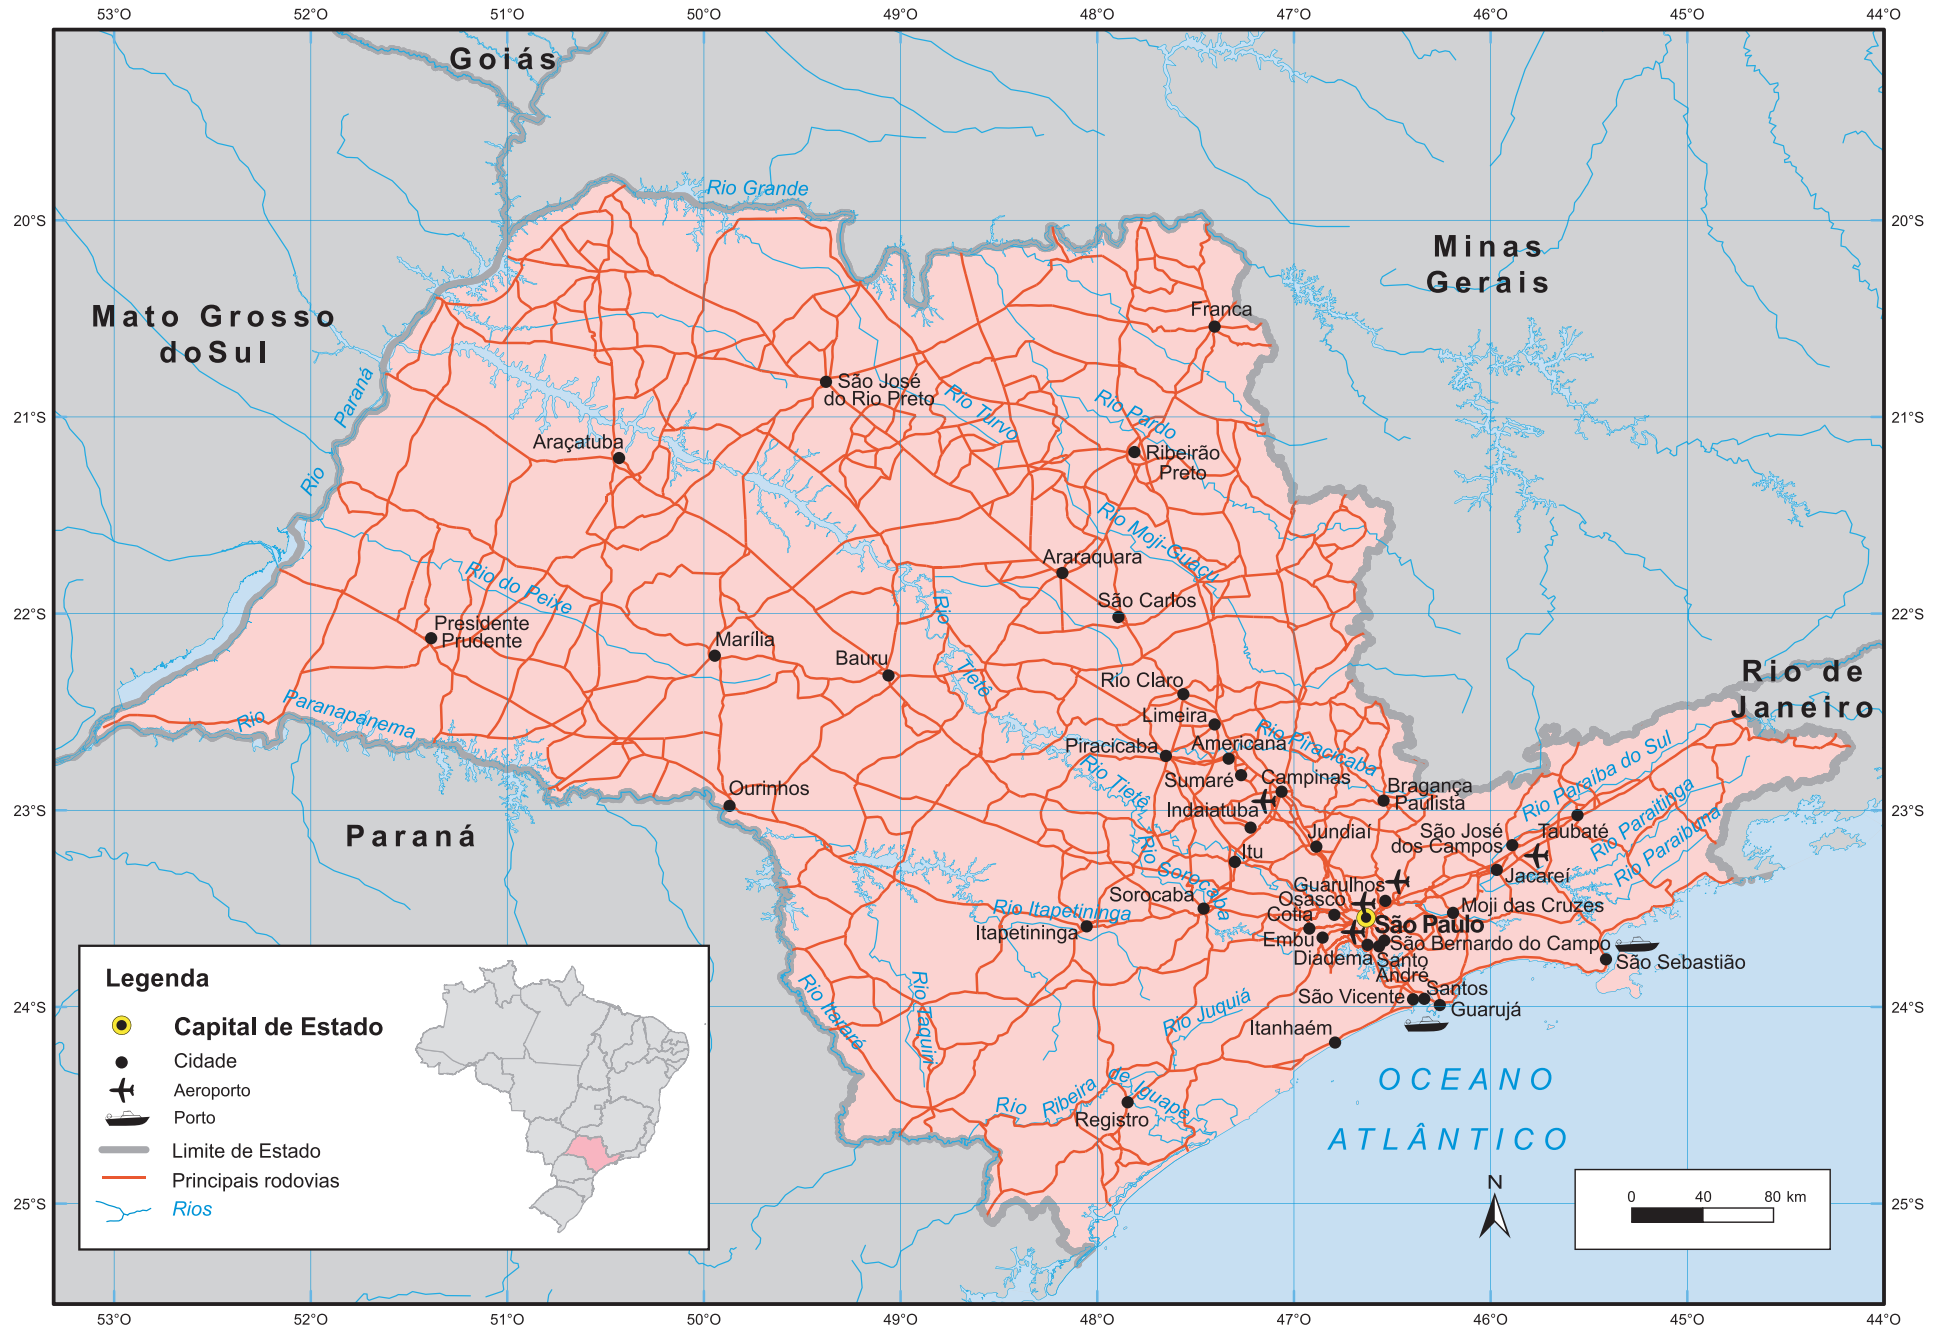 53°O 52°O 51°O 50°O 49°O 48°O 47°O 46°O 45°O 44°O
Goiás
Rio Grande
20°S 20°S
Minas
Gerais
Mato Grosso
doSul
Franca
Rio Paraná
São José
do Rio Preto
Rio Turvo
Rio Pardo
21°S 21°S
Araçatuba
Ribeirão
Preto
Rio Moji-Guaçu
Araraquara
Rio do Peixe
São Carlos
22°S 22°S
Presidente
Prudente
Marília
Bauru
Rio Tietê
Rio Claro
Rio de
Janeiro
Rio Paranapanema
Limeira
Rio Piracicaba
Piracicaba
Americana
Rio Tietê
Sumaré
Campinas
Bragança
Paulista
Rio Paraíba do Sul
Ourinhos
Indaiatuba
23°S 23°S
Paraná
Jundiaí
São José
dos Campos
Taubaté
Rio Paraitinga
Rio Paraibuna
Itu
Rio Sorocaba
Jacareí
Guarulhos
Sorocaba
Osasco
Rio Itapetininga
Cotia
Moji das Cruzes
Itapetininga
São Paulo
Embu
São Bernardo do Campo
Diadema
Santo
André
São Sebastião
Rio Itararé
Rio Taquiri
Rio Juquiá
São Vicente
Santos
24°S 24°S
Guarujá
Itanhaém
Rio Ribeira de Iguape
Registro
OCEANO
ATLÂNTICO
Legenda
Capital de Estado
Cidade
Aeroporto
Porto
Limite de Estado
Principais rodovias
Rios
N
0 40 80 km
25°S 25°S
53°O 52°O 51°O 50°O 49°O 48°O 47°O 46°O 45°O 44°O